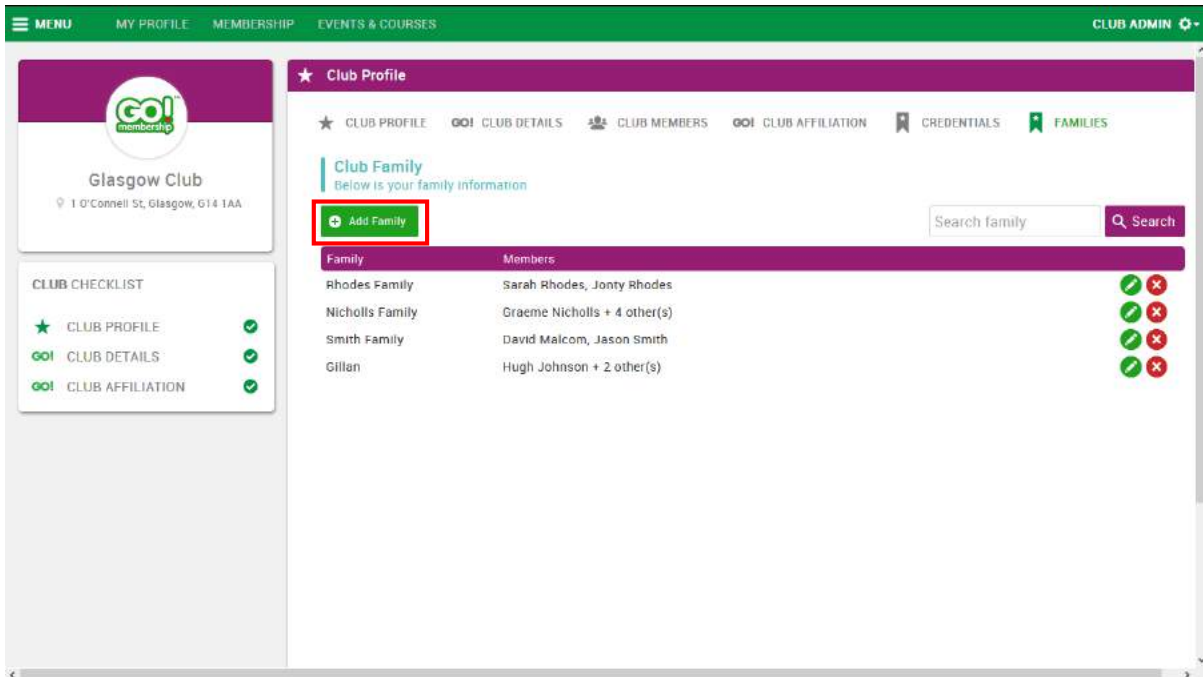 MENU MY PROFILE MEMBERSHIP EVENTS & COURSES CLUB ADMIN
GO!
membership
Glasgow Club
1 O'Connell St, Glasgow, G14 1AA
CLUB CHECKLIST
CLUB PROFILE
GO! CLUB DETAILS
GO! CLUB AFFILIATION
Club Profile
CLUB PROFILE GO! CLUB DETAILS CLUB MEMBERS GO! CLUB AFFILIATION CREDENTIALS FAMILIES
Club Family
Below is your family information
Add Family Search family Search
Family Members
Rhodes Family Sarah Rhodes, Jonty Rhodes
Nicholls Family Graeme Nicholls + 4 other(s)
Smith Family David Malcom, Jason Smith
Gillan Hugh Johnson + 2 other(s)